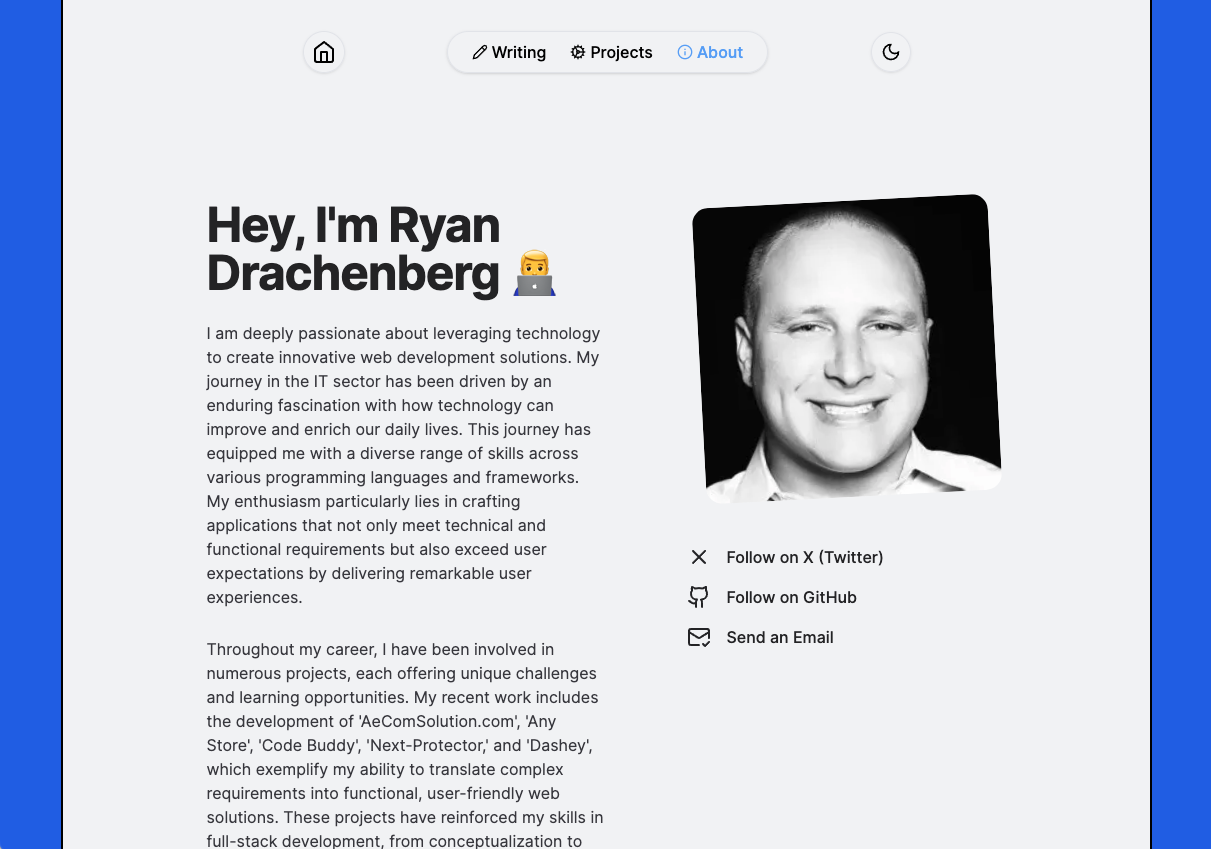 Writing
Projects
About
Hey, I'm Ryan
Drachenberg
I am deeply passionate about leveraging technology
to create innovative web development solutions. My
journey in the IT sector has been driven by an
enduring fascination with how technology can
improve and enrich our daily lives. This journey has
equipped me with a diverse range of skills across
various programming languages and frameworks.
My enthusiasm particularly lies in crafting
applications that not only meet technical and
functional requirements but also exceed user
expectations by delivering remarkable user
experiences.
Throughout my career, I have been involved in
numerous projects, each offering unique challenges
and learning opportunities. My recent work includes
the development of 'AeComSolution.com', 'Any
Store', 'Code Buddy', 'Next-Protector,' and 'Dashey',
which exemplify my ability to translate complex
requirements into functional, user-friendly web
solutions. These projects have reinforced my skills in
full-stack development, from conceptualization to
Follow on X (Twitter)
Follow on GitHub
Send an Email